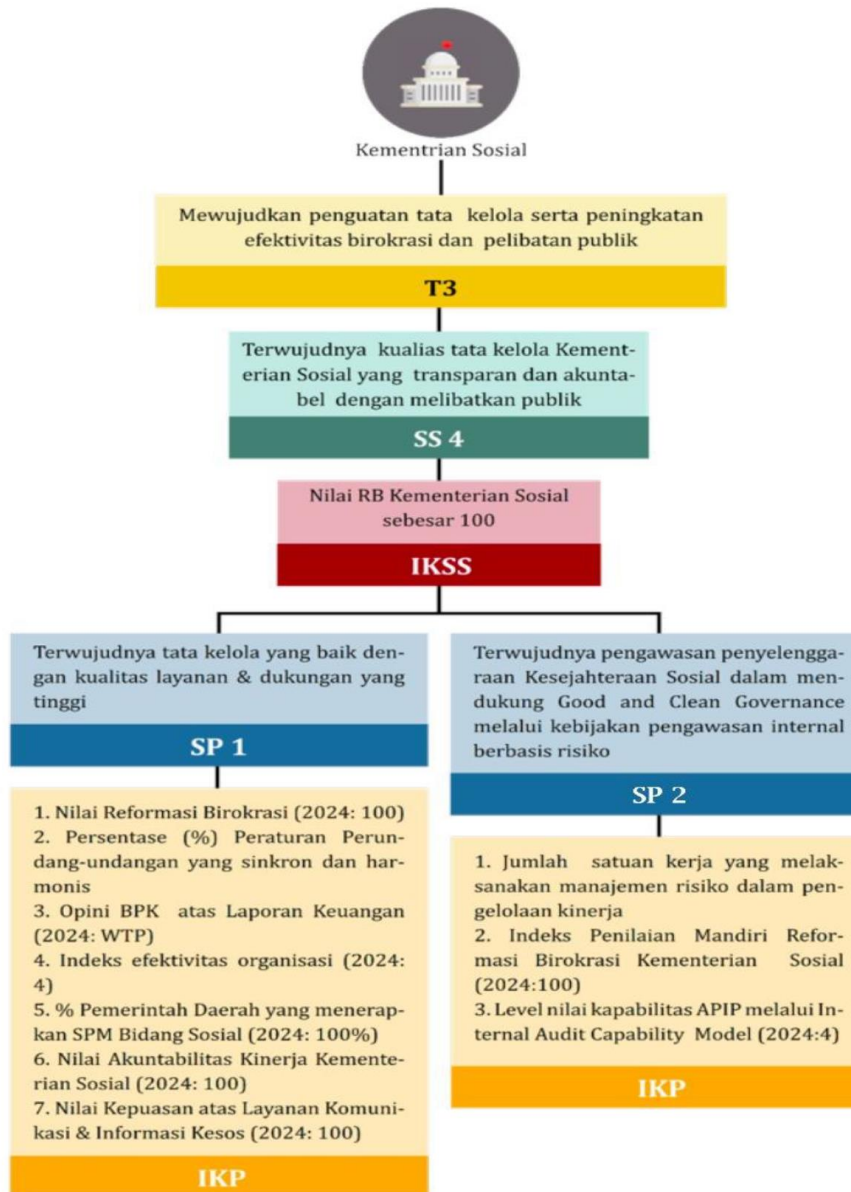 Kementrian Sosial
Mewujudkan penguatan tata kelola serta peningkatan
efektivitas birokrasi dan pelibatan publik
T3
Terwujudnya kualias tata kelola Kement-
erian Sosial yang transparan dan akunta-
bel dengan melibatkan publik
SS 4
Nilai RB Kementerian Sosial
sebesar 100
IKSS
Terwujudnya tata kelola yang baik den-
gan kualitas layanan & dukungan yang
tinggi
SP 1
1. Nilai Reformasi Birokrasi (2024: 100)
2. Persentase (%) Peraturan Perun-
dang-undangan yang sinkron dan har-
monis
3. Opini BPK atas Laporan Keuangan
(2024: WTP)
4. Indeks efektivitas organisasi (2024:
4)
5. % Pemerintah Daerah yang menerap-
kan SPM Bidang Sosial (2024: 100%)
6. Nilai Akuntabilitas Kinerja Kemente-
rian Sosial (2024: 100)
7. Nilai Kepuasan atas Layanan Komuni-
kasi & Informasi Kesos (2024: 100)
IKP
Terwujudnya pengawasan penyelengga-
raan Kesejahteraan Sosial dalam men-
dukung Good and Clean Governance
melalui kebijakan pengawasan internal
berbasis risiko
SP 2
1. Jumlah satuan kerja yang melak-
sanakan manajemen risiko dalam pen-
gelolaan kinerja
2. Indeks Penilaian Mandiri Refor-
masi Birokrasi Kementerian Sosial
(2024:100)
3. Level nilai kapabilitas APIP melalui In-
ternal Audit Capability Model (2024:4)
IKP